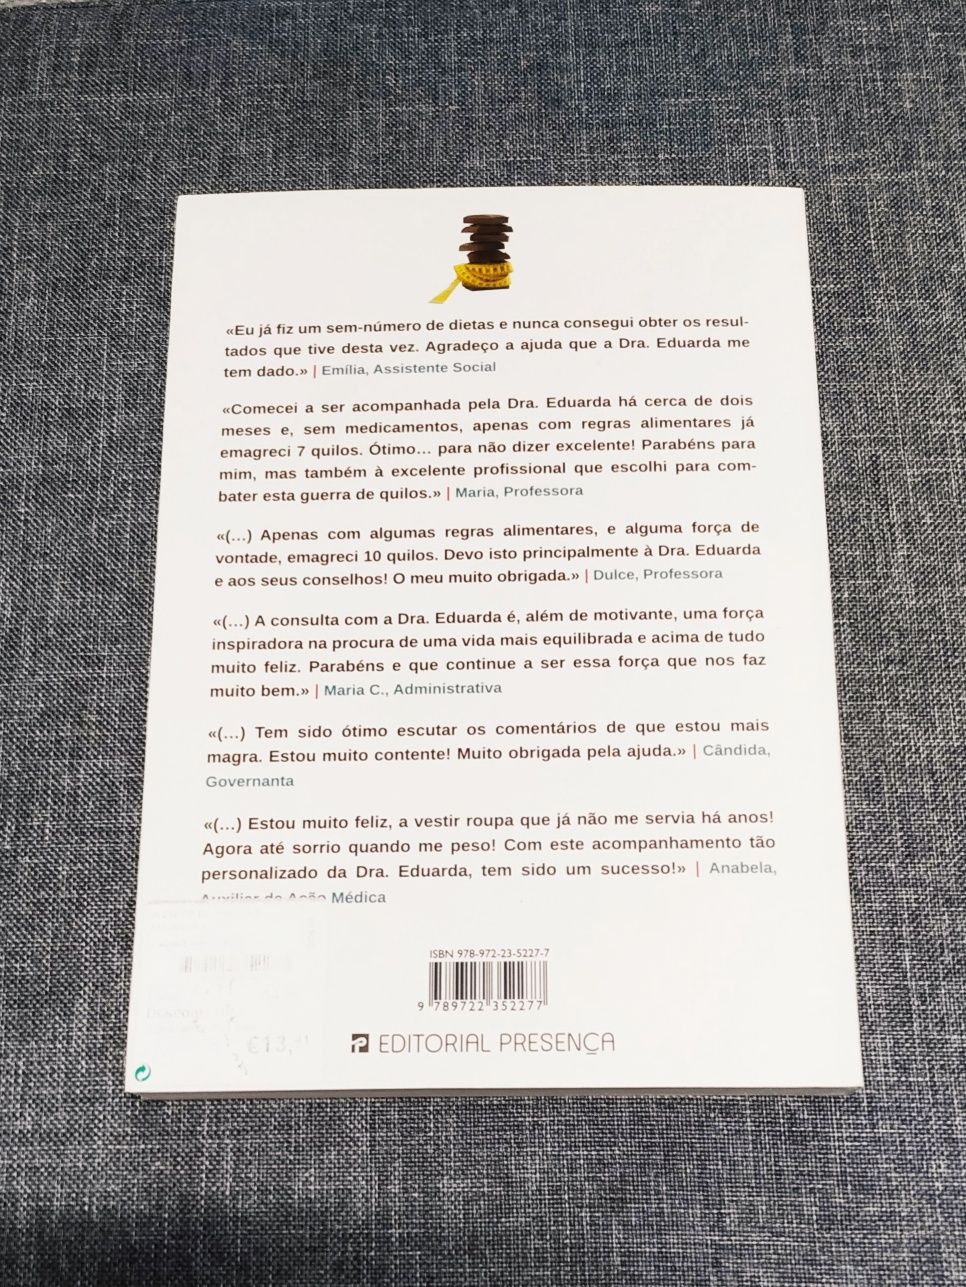 «Eu já fiz um sem-número de dietas e nunca consegui obter os resul-
tados que tive desta vez. Agradeço a ajuda que a Dra. Eduarda me
tem dado.» | Emília, Assistente Social
«Comecei a ser acompanhada pela Dra. Eduarda há cerca de dois
meses e, sem medicamentos, apenas com regras alimentares já
emagreci 7 quilos. Ótimo... para não dizer excelente! Parabéns para
mim, mas também à excelente profissional que escolhi para com-
bater esta guerra de quilos.» | Maria, Professora
«(...) Apenas com algumas regras alimentares, e alguma força de
vontade, emagreci 10 quilos. Devo isto principalmente à Dra. Eduarda
e aos seus conselhos! O meu muito obrigada.» | Dulce, Professora
«(...) A consulta com a Dra. Eduarda é, além de motivante, uma força
inspiradora na procura de uma vida mais equilibrada e acima de tudo
muito feliz. Parabéns e que continue a ser essa força que nos faz
muito bem.» | Maria C., Administrativa
«(...) Tem sido ótimo escutar os comentários de que estou mais
magra. Estou muito contente! Muito obrigada pela ajuda.» | Cândida,
Governanta
«(...) Estou muito feliz, a vestir roupa que já não me servia há anos!
Agora até sorrio quando me peso! Com este acompanhamento tão
personalizado da Dra. Eduarda, tem sido um sucesso!» | Anabela,
Auxiliar de Ação Médica
ISBN 978-972-23-5227-7
9 789722 352277
€13,
EDITORIAL PRESENÇA